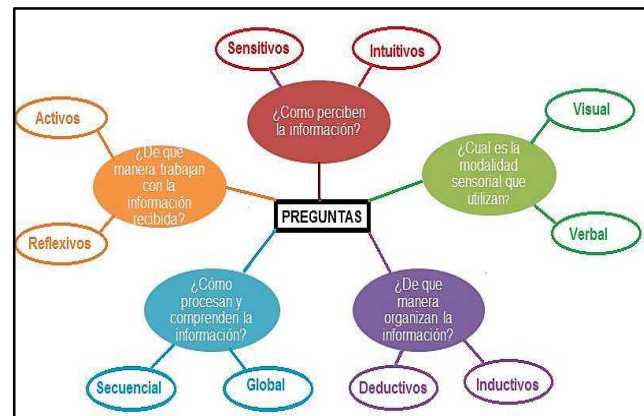 Sensitivos
Intuitivos
¿Como perciben
la información?
Activos
Reflexivos
¿De que
manera trabajan
con la
información
recibida?
Visual
Verbal
¿Cual es la
modalidad
sensorial que
utilizan?
PREGUNTAS
¿Cómo
procesan y
comprenden la
información?
Secuencial
Global
¿De que
manera
organizan la
información?
Deductivos
Inductivos